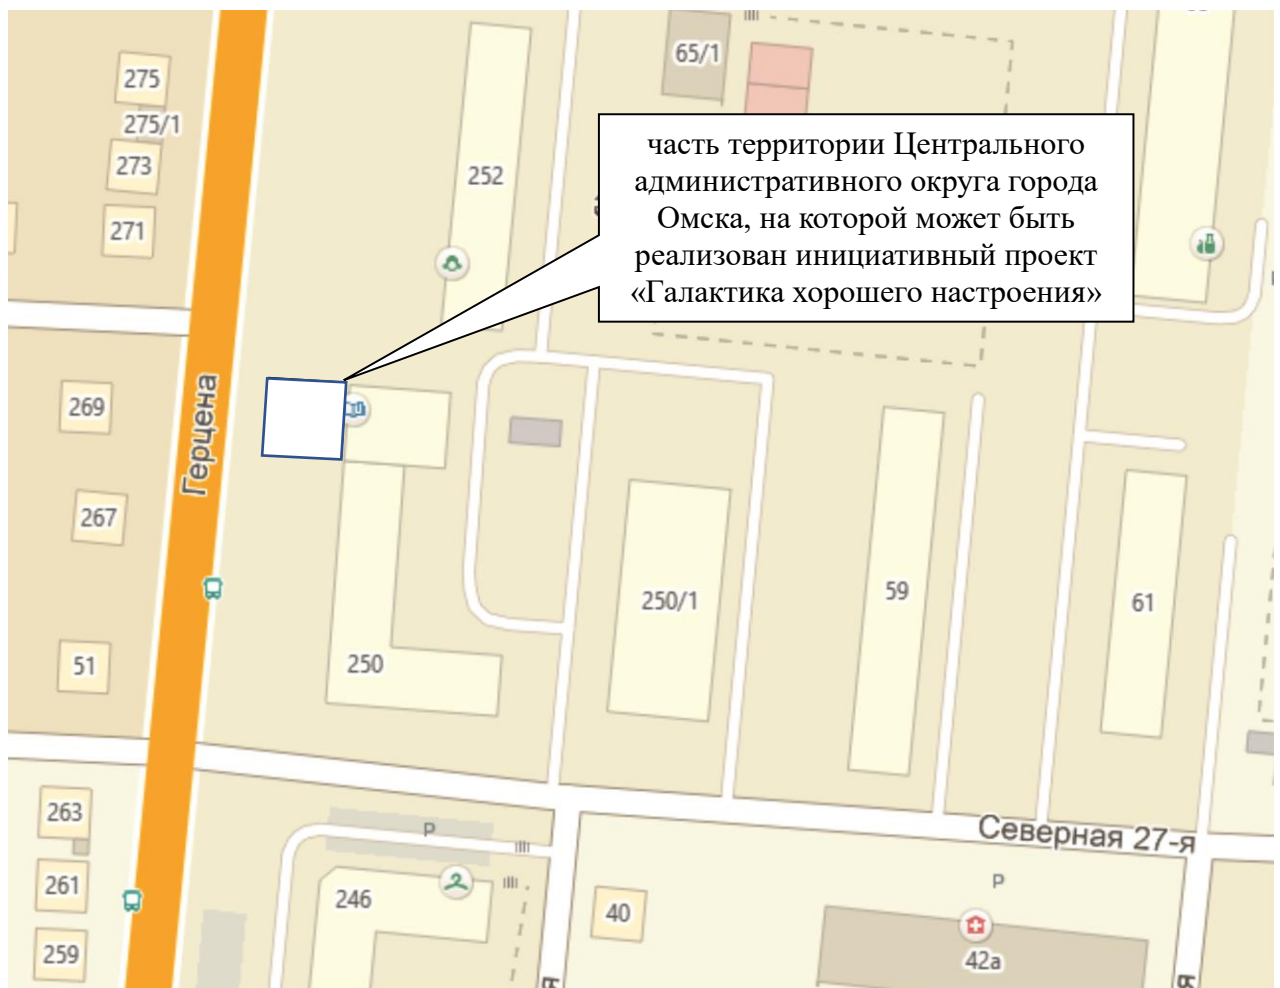 275
65/1
275/1
273
252
271
часть территории Центрального
административного округа города
Омска, на которой может быть
реализован инициативный проект
«Галактика хорошего настроения»
269
Герцена
267
250/1
59
61
51
250
263
P
Северная 27-я
261
246
P
40
259
42а